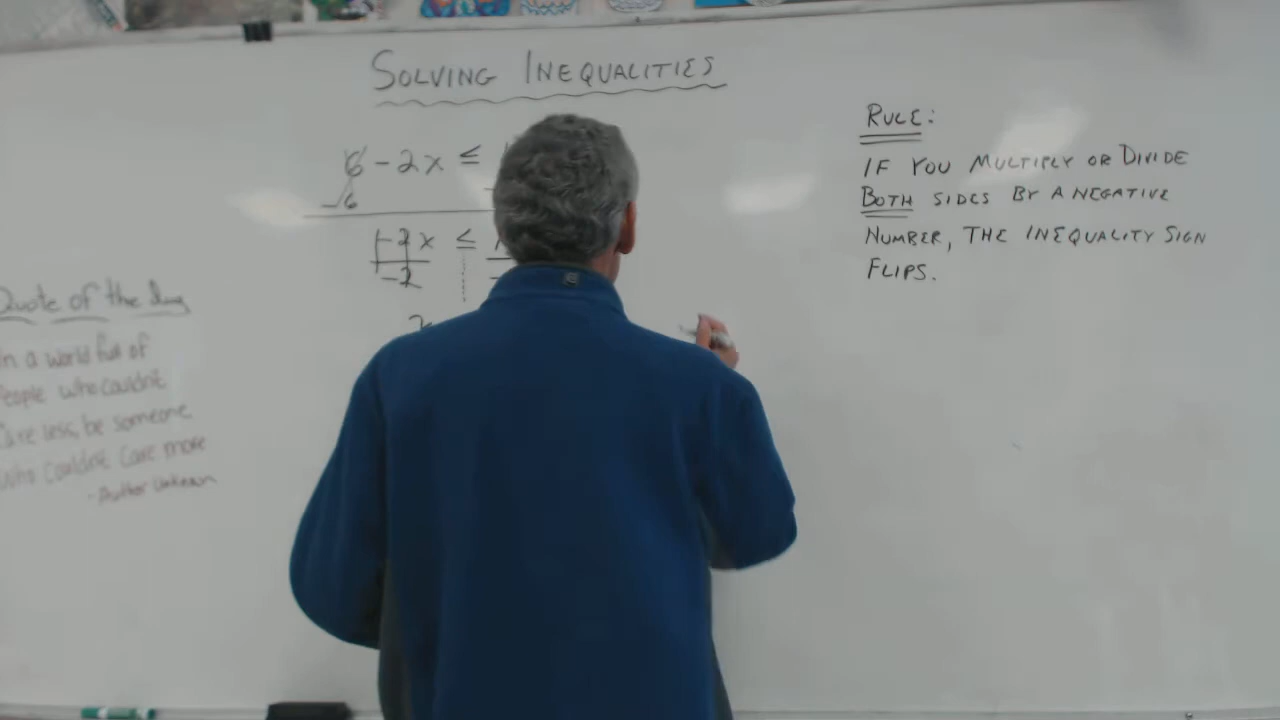 SOLVING INEQUALITIES
6 - 2x ≤
-6
-2x ≤
-2
x
RULE:
IF YOU MULTIPLY OR DIVIDE
BOTH SIDES BY A NEGATIVE
NUMBER, THE INEQUALITY SIGN
FLIPS.
Quote of the day
In a world full of
People who couldn't
Care less, be someone
who couldn't care more
- Author Unkown